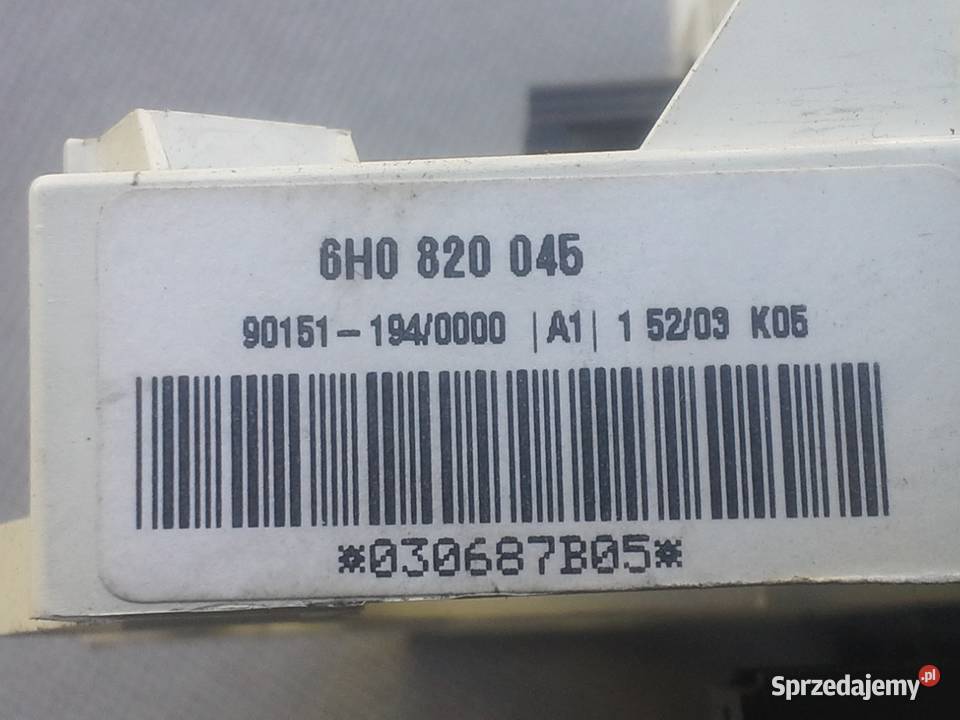 6H0 820 045
90151-194/0000 |A1| 1 52/03 K05
*030687B05*
Sprzedajemy.pl